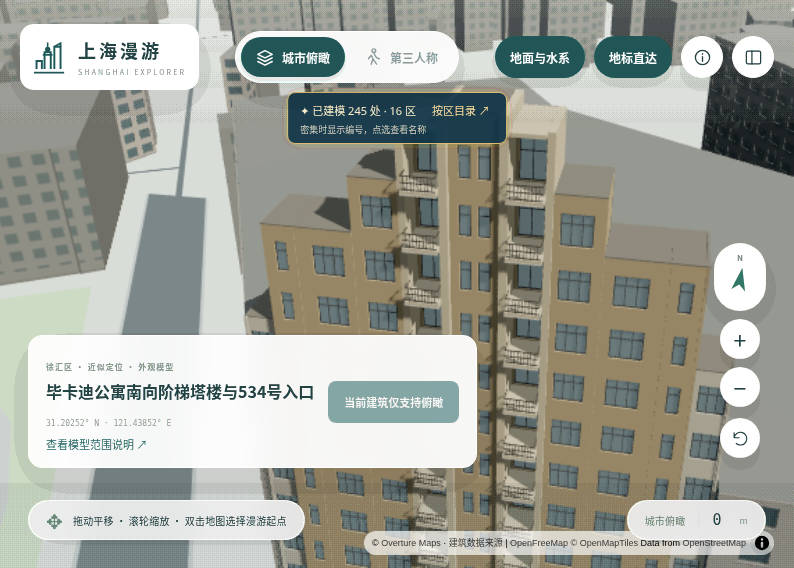 上海漫游
SHANGHAI EXPLORER
城市俯瞰
第三人称
地面与水系
地标直达
✦ 已建模 245 处 · 16 区 按区目录 ↗
密集时显示编号，点选查看名称
N
徐汇区 · 近似定位 · 外观模型
毕卡迪公寓南向阶梯塔楼与534号入口
当前建筑仅支持俯瞰
31.20252° N · 121.43852° E
查看模型范围说明 ↗
拖动平移 · 滚轮缩放 · 双击地图选择漫游起点
城市俯瞰 0 m
© Overture Maps · 建筑数据来源 | OpenFreeMap © OpenMapTiles Data from OpenStreetMap